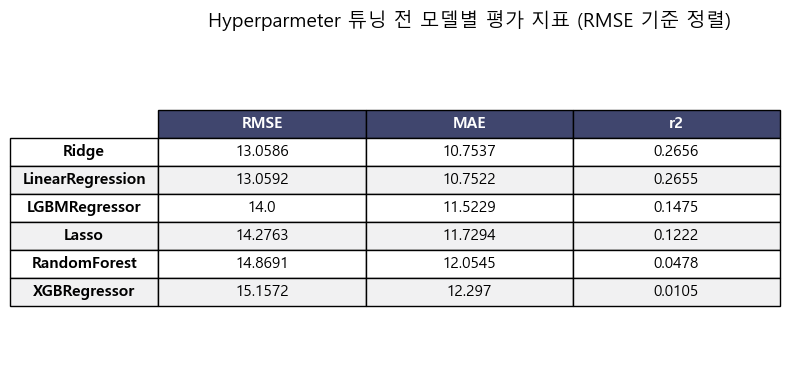 Hyperparmeter 튜닝 전 모델별 평가 지표 (RMSE 기준 정렬)
RMSE MAE r2
Ridge 13.0586 10.7537 0.2656
LinearRegression 13.0592 10.7522 0.2655
LGBMRegressor 14.0 11.5229 0.1475
Lasso 14.2763 11.7294 0.1222
RandomForest 14.8691 12.0545 0.0478
XGBRegressor 15.1572 12.297 0.0105